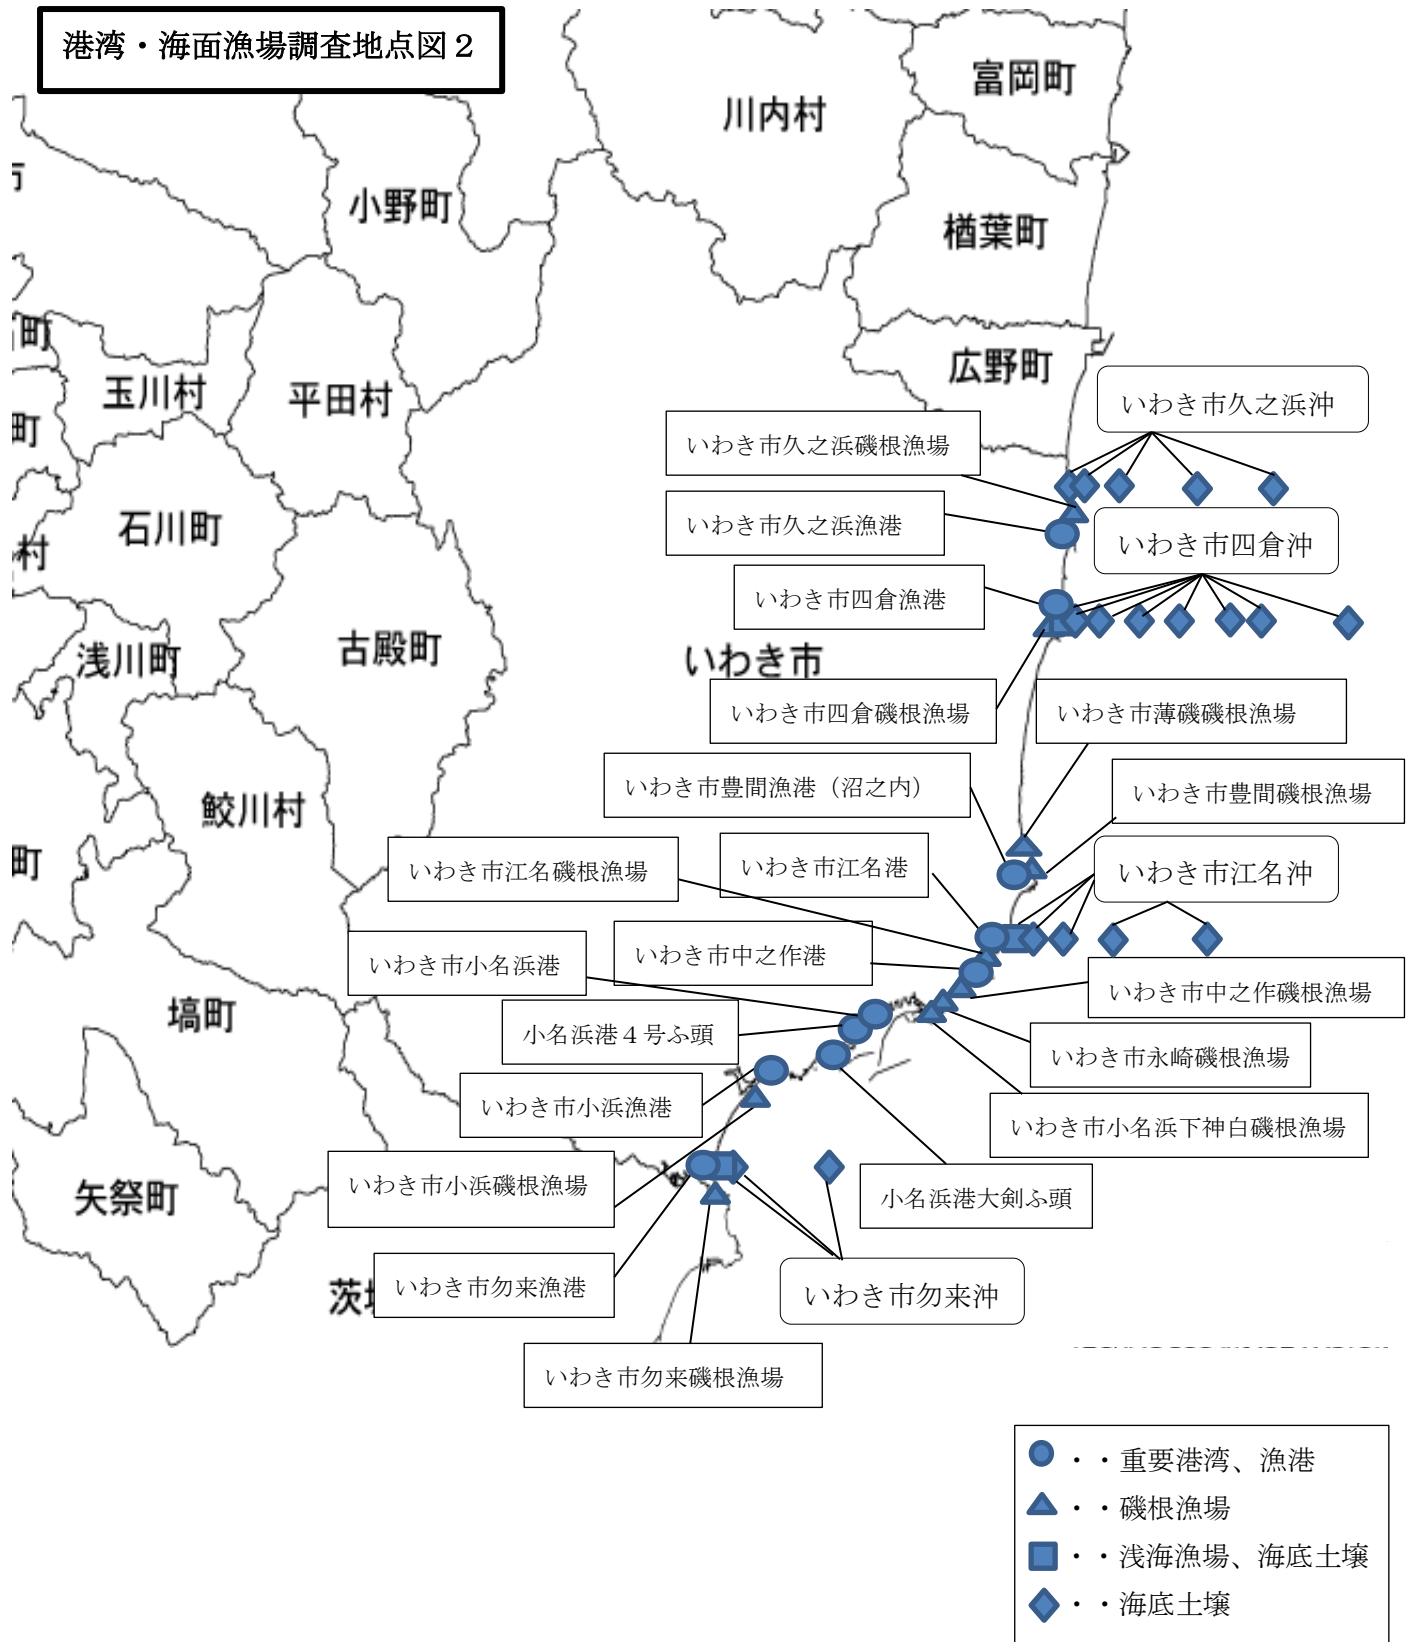 港湾・海面漁場調査地点図２
富岡町
川内村
小野町
楢葉町
町
広野町
玉川村
平田村
いわき市久之浜沖
町
いわき市久之浜磯根漁場
石川町
いわき市久之浜漁港
村
いわき市四倉沖
いわき市四倉漁港
浅川町
古殿町
いわき市
いわき市四倉磯根漁場
いわき市薄磯磯根漁場
いわき市豊間漁港（沼之内）
いわき市豊間磯根漁場
鮫川村
町
いわき市江名磯根漁場
いわき市江名港
いわき市江名沖
いわき市小名浜港
いわき市中之作港
いわき市中之作磯根漁場
塙町
小名浜港４号ふ頭
いわき市永崎磯根漁場
いわき市小浜漁港
いわき市小名浜下神白磯根漁場
いわき市小浜磯根漁場
矢祭町
小名浜港大剣ふ頭
いわき市勿来漁港
茨
いわき市勿来沖
いわき市勿来磯根漁場
・・重要港湾、漁港
・・磯根漁場
・・浅海漁場、海底土壌
・・海底土壌